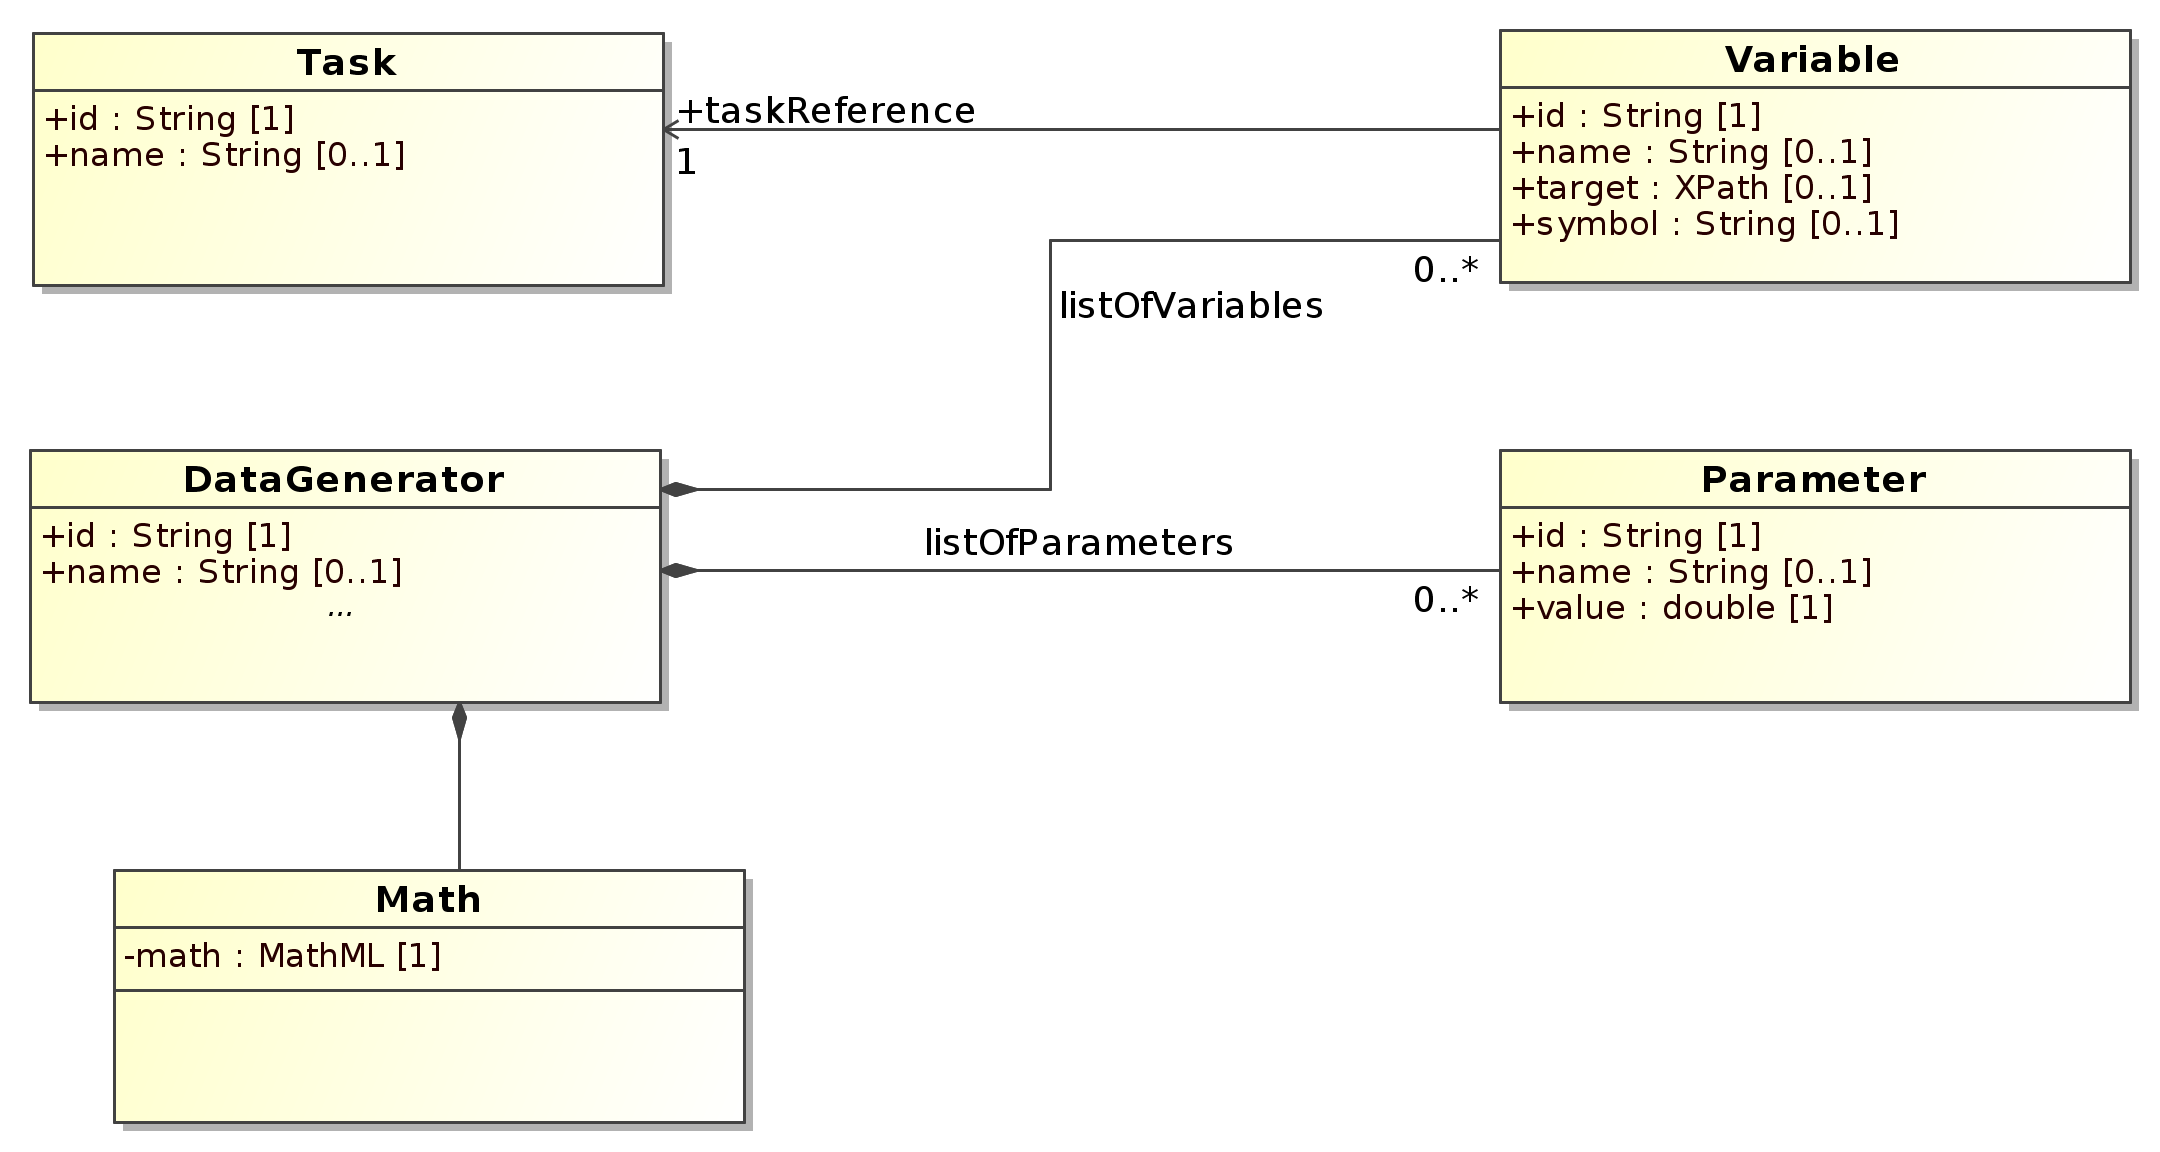 Task
+id : String [1]
+name : String [0..1]
+taskReference
1
Variable
+id : String [1]
+name : String [0..1]
+target : XPath [0..1]
+symbol : String [0..1]
0..*
listOfVariables
DataGenerator
+id : String [1]
+name : String [0..1]
...
listOfParameters
0..*
Parameter
+id : String [1]
+name : String [0..1]
+value : double [1]
Math
-math : MathML [1]